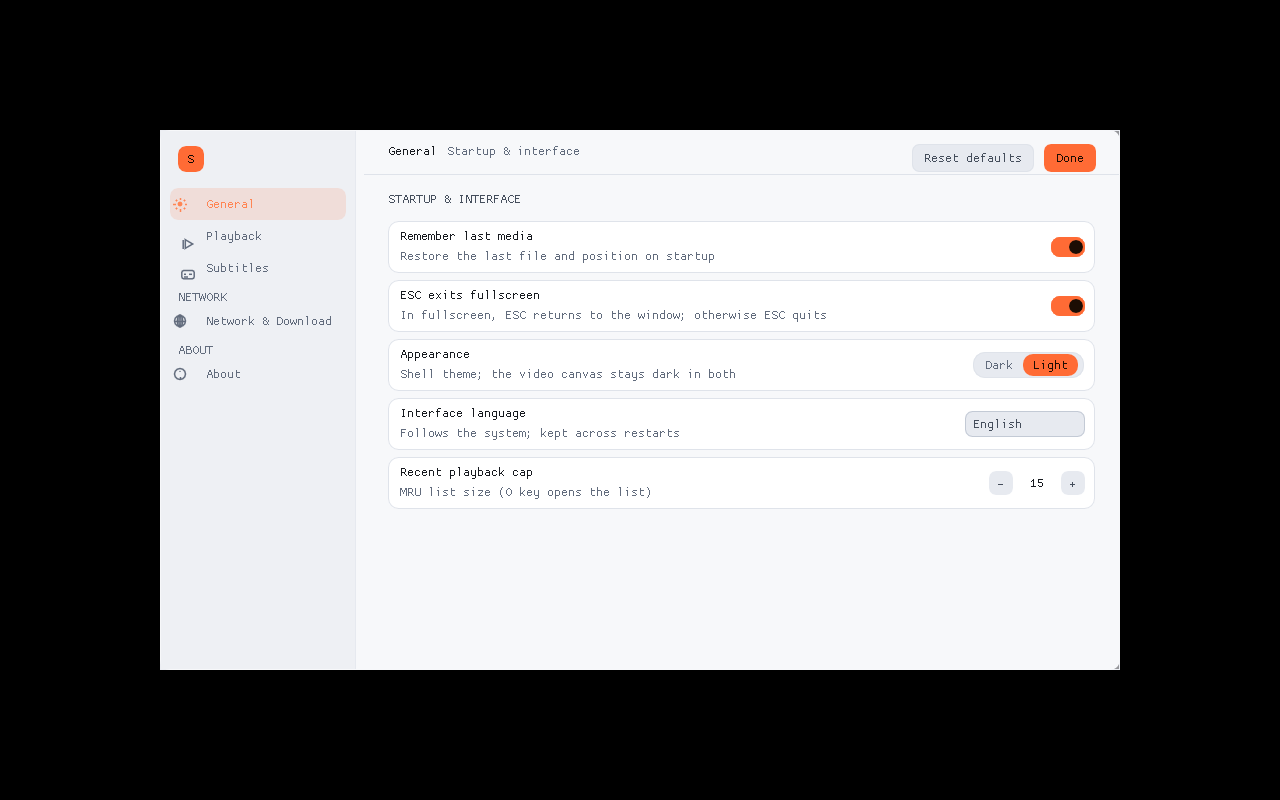 S
General
Playback
Subtitles
NETWORK
Network & Download
ABOUT
About
General Startup & interface
Reset defaults
Done
STARTUP & INTERFACE
Remember last media
Restore the last file and position on startup
ESC exits fullscreen
In fullscreen, ESC returns to the window; otherwise ESC quits
Appearance
Shell theme; the video canvas stays dark in both
Dark Light
Interface language
Follows the system; kept across restarts
English
Recent playback cap
MRU list size (O key opens the list)
− 15 +